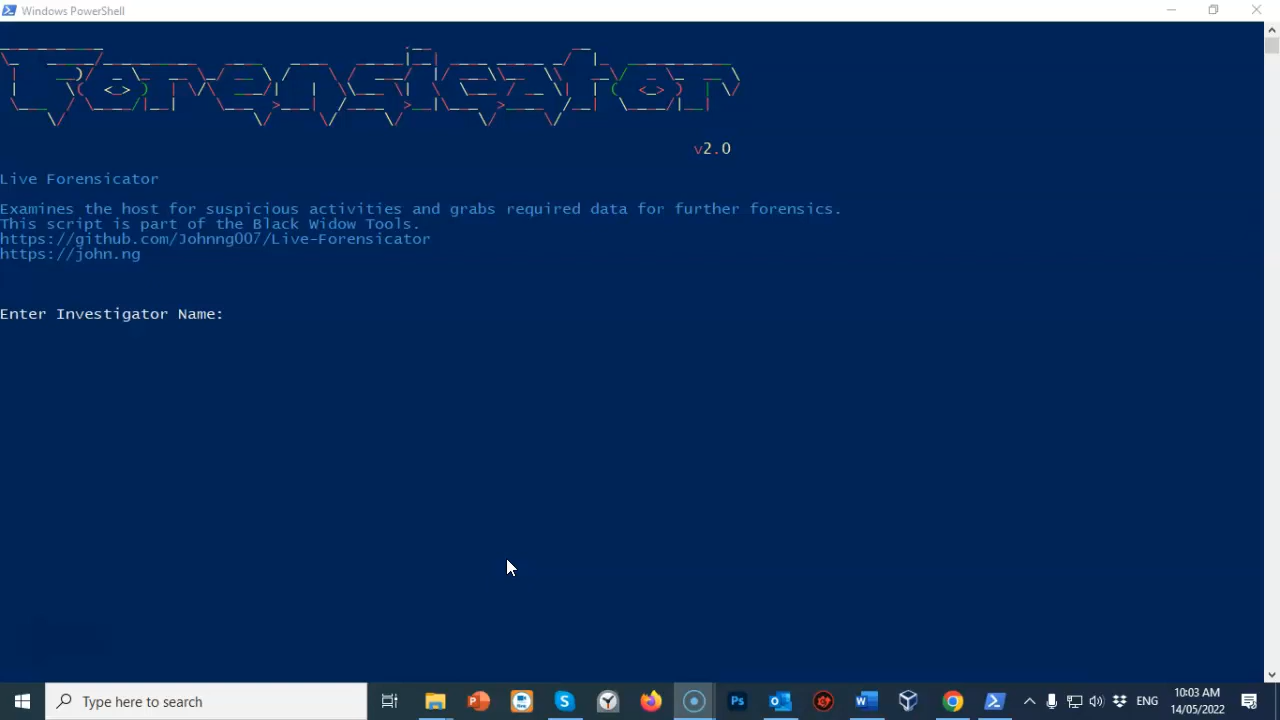 Windows PowerShell
Forensicator
v2.0
Live Forensicator
Examines the host for suspicious activities and grabs required data for further forensics.
This script is part of the Black Widow Tools.
https://github.com/Johnng007/Live-Forensicator
https://john.ng
Enter Investigator Name:
Type here to search
ENG
10:03 AM
14/05/2022